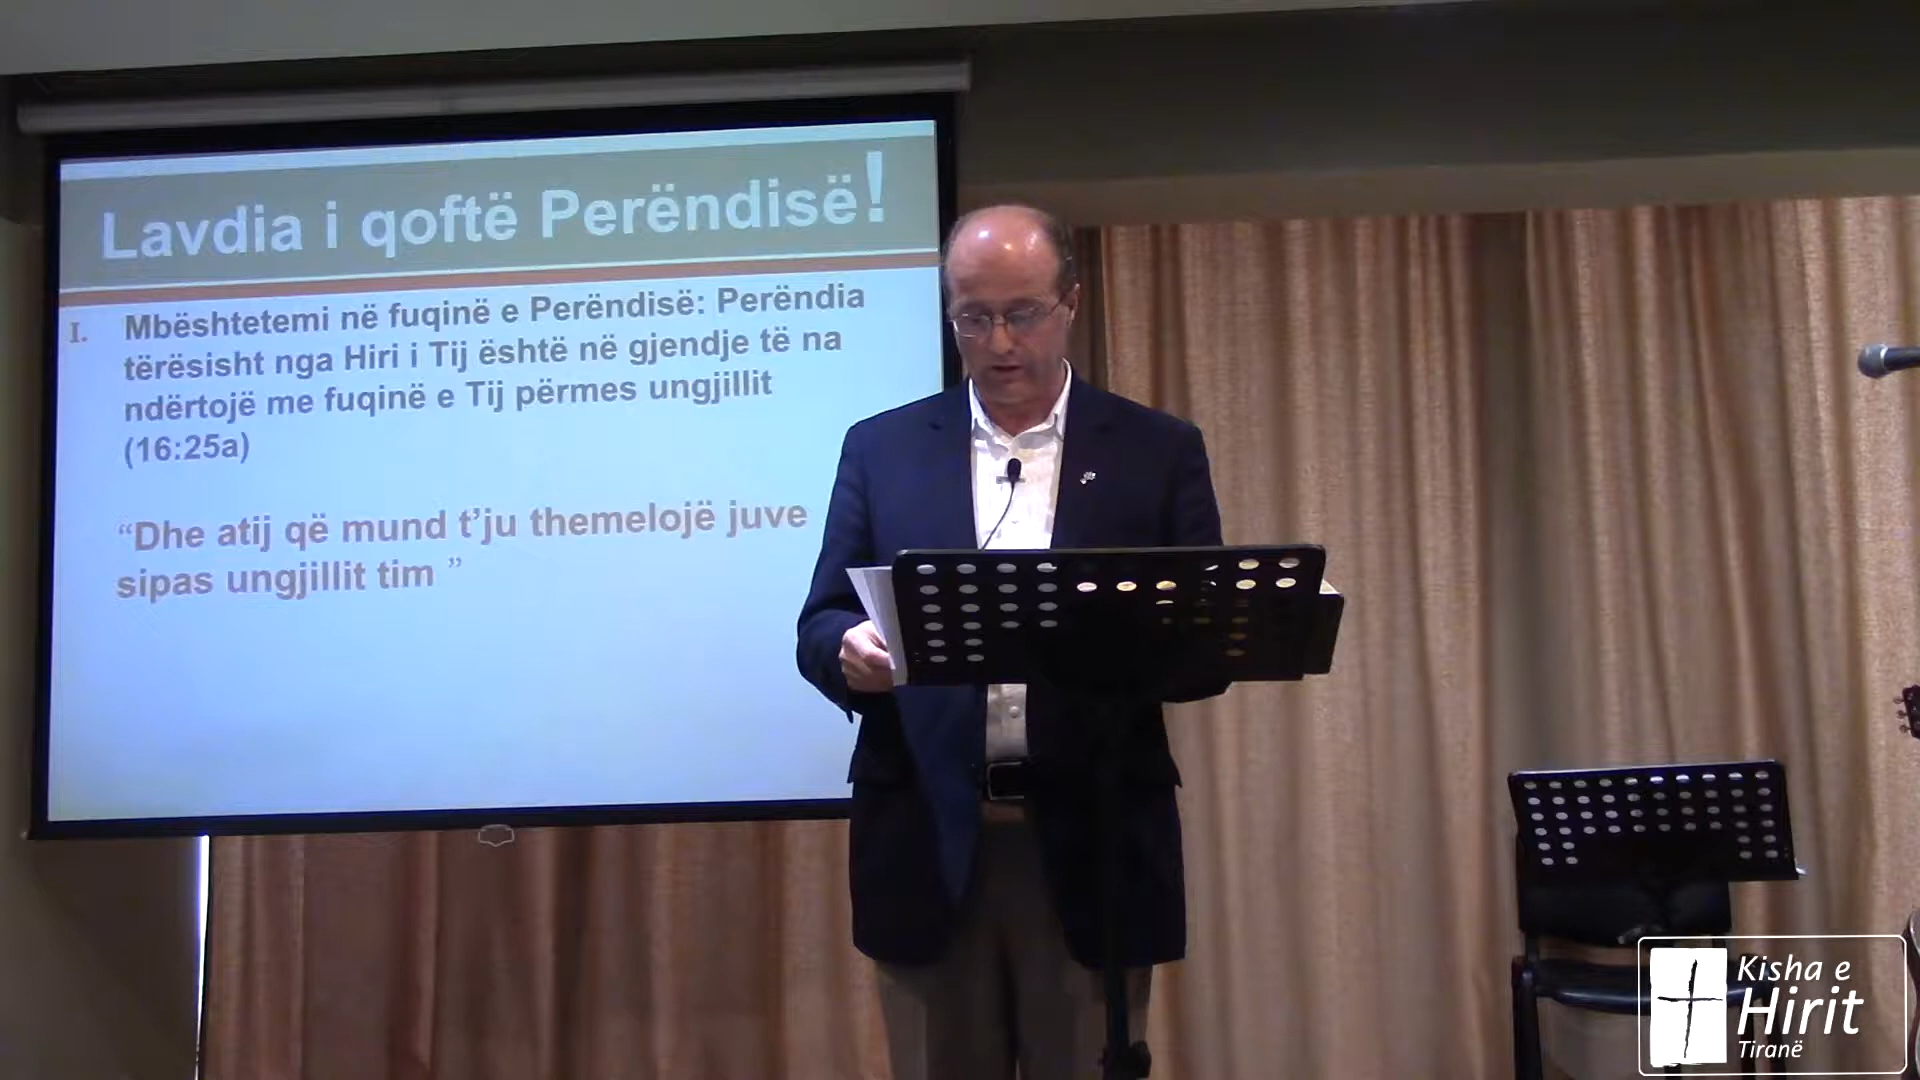 Lavdia i qoftë Perëndisë!
I. Mbështetemi në fuqinë e Perëndisë: Perëndia
tërësisht nga Hiri i Tij është në gjendje të na
ndërtojë me fuqinë e Tij përmes ungjillit
(16:25a)
“Dhe atij që mund t’ju themelojë juve
sipas ungjillit tim ”
Kisha e
Hirit
Tiranë